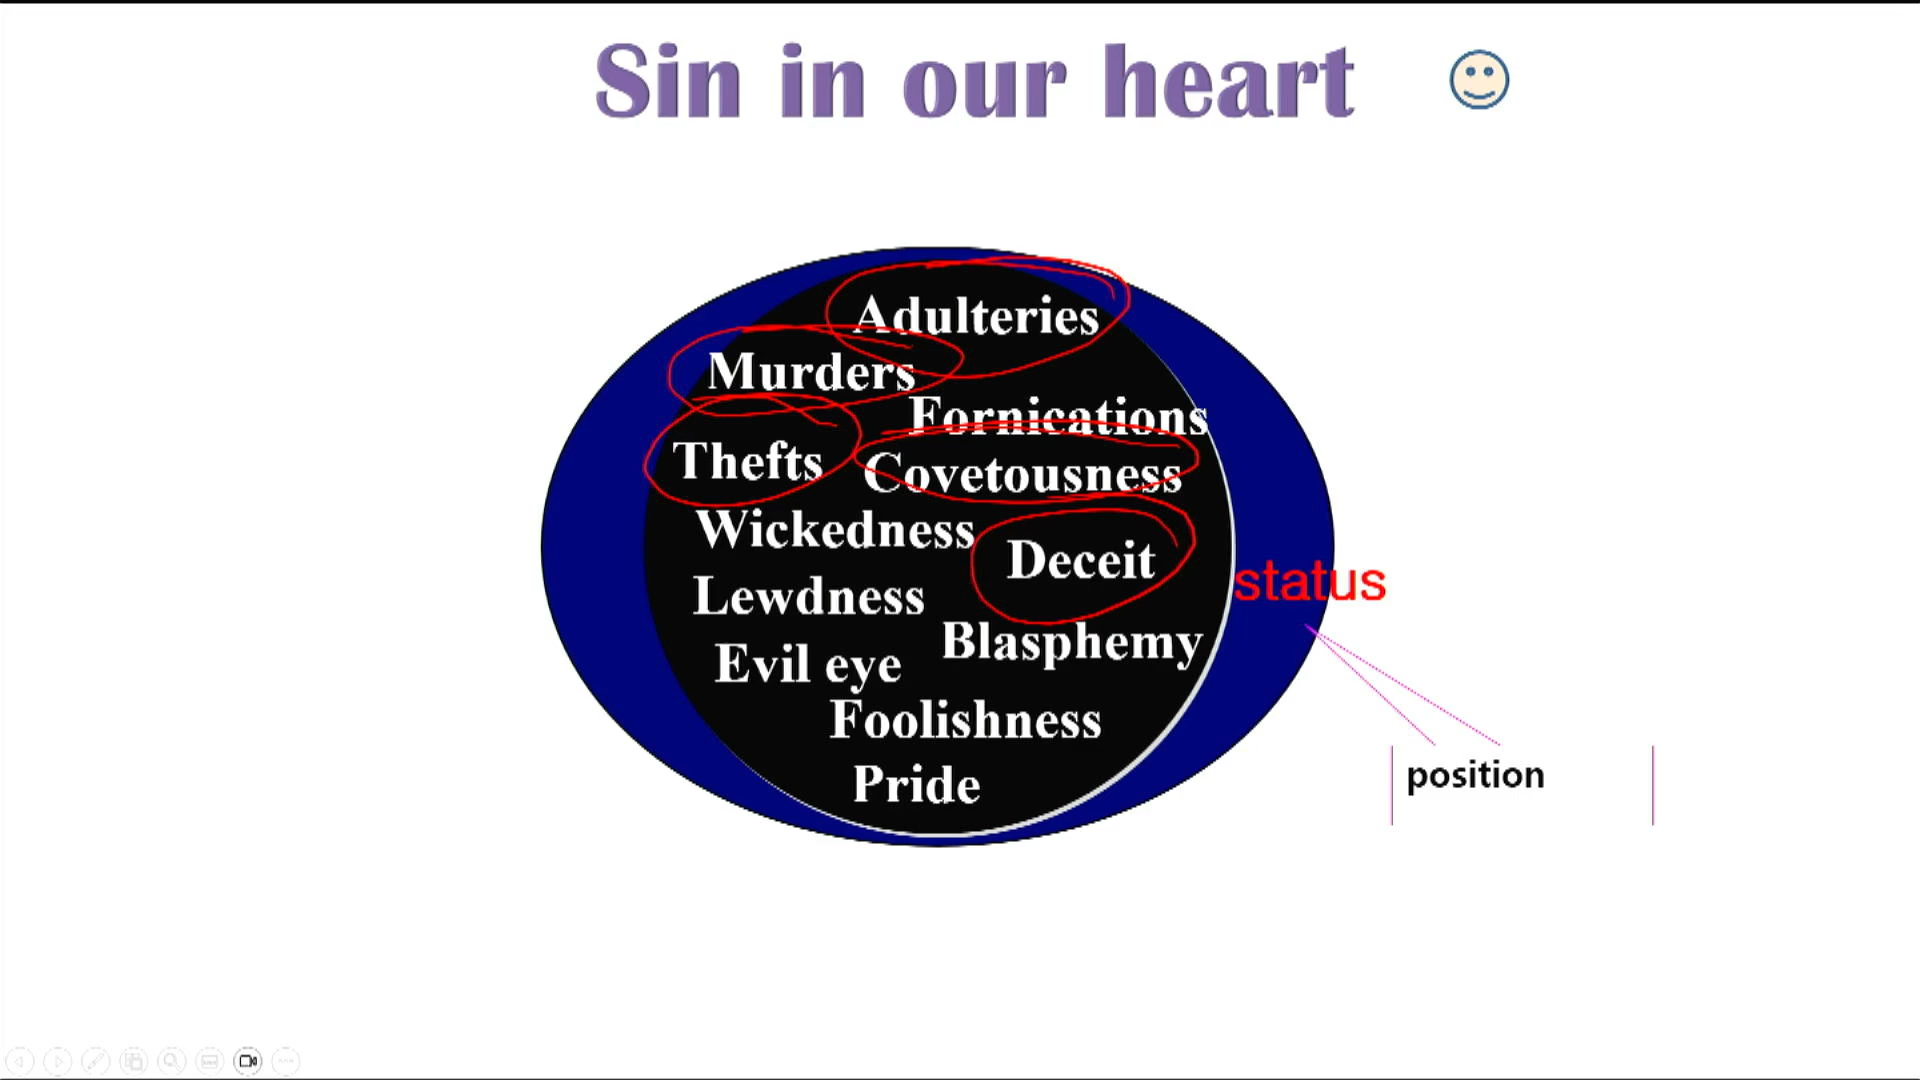 Sin in our heart
Adulteries
Murders
Fornications
Thefts
Covetousness
Wickedness
Deceit
status
Lewdness
Blasphemy
Evil eye
Foolishness
position
Pride